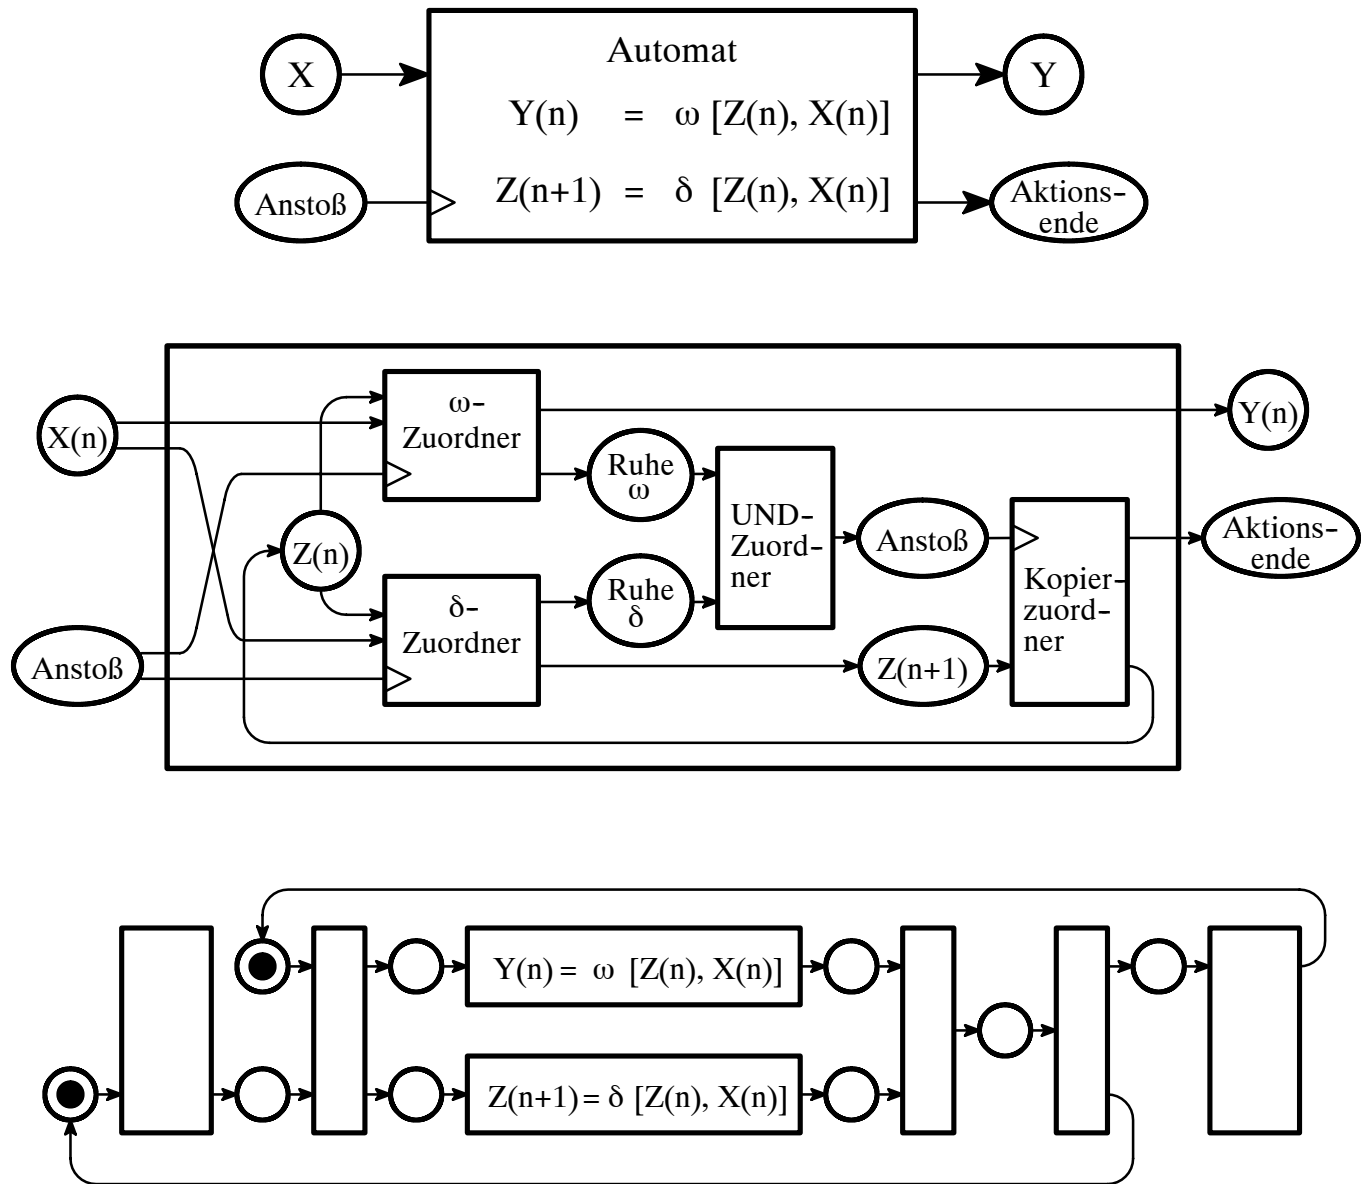 Automat
X
Y(n) = ω [Z(n), X(n)]
Y
Anstoß
Z(n+1) = δ [Z(n), X(n)]
Aktions-
ende
X(n)
ω-
Zuordner
Y(n)
Ruhe
ω
UND-
Zuord-
ner
Anstoß
Aktions-
ende
Z(n)
Kopier-
zuord-
ner
δ-
Zuordner
Ruhe
δ
Anstoß
Z(n+1)
Y(n) = ω [Z(n), X(n)]
Z(n+1) = δ [Z(n), X(n)]